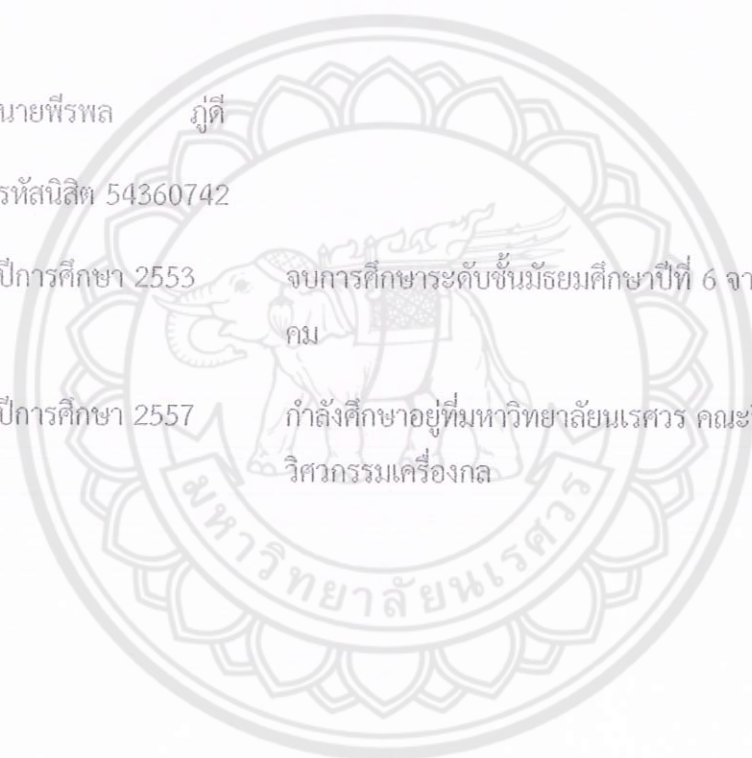 นายพีรพล ภู่ดี
รหัสนิสิต 54360742
ปีการศึกษา 2553 จบการศึกษาระดับชั้นมัธยมศึกษาปีที่ 6 จา
คม
ปีการศึกษา 2557 กำลังศึกษาอยู่ที่มหาวิทยาลัยนเรศวร คณะวิ
วิศวกรรมเครื่องกล
มหาวิทยาลัยนเรศวร